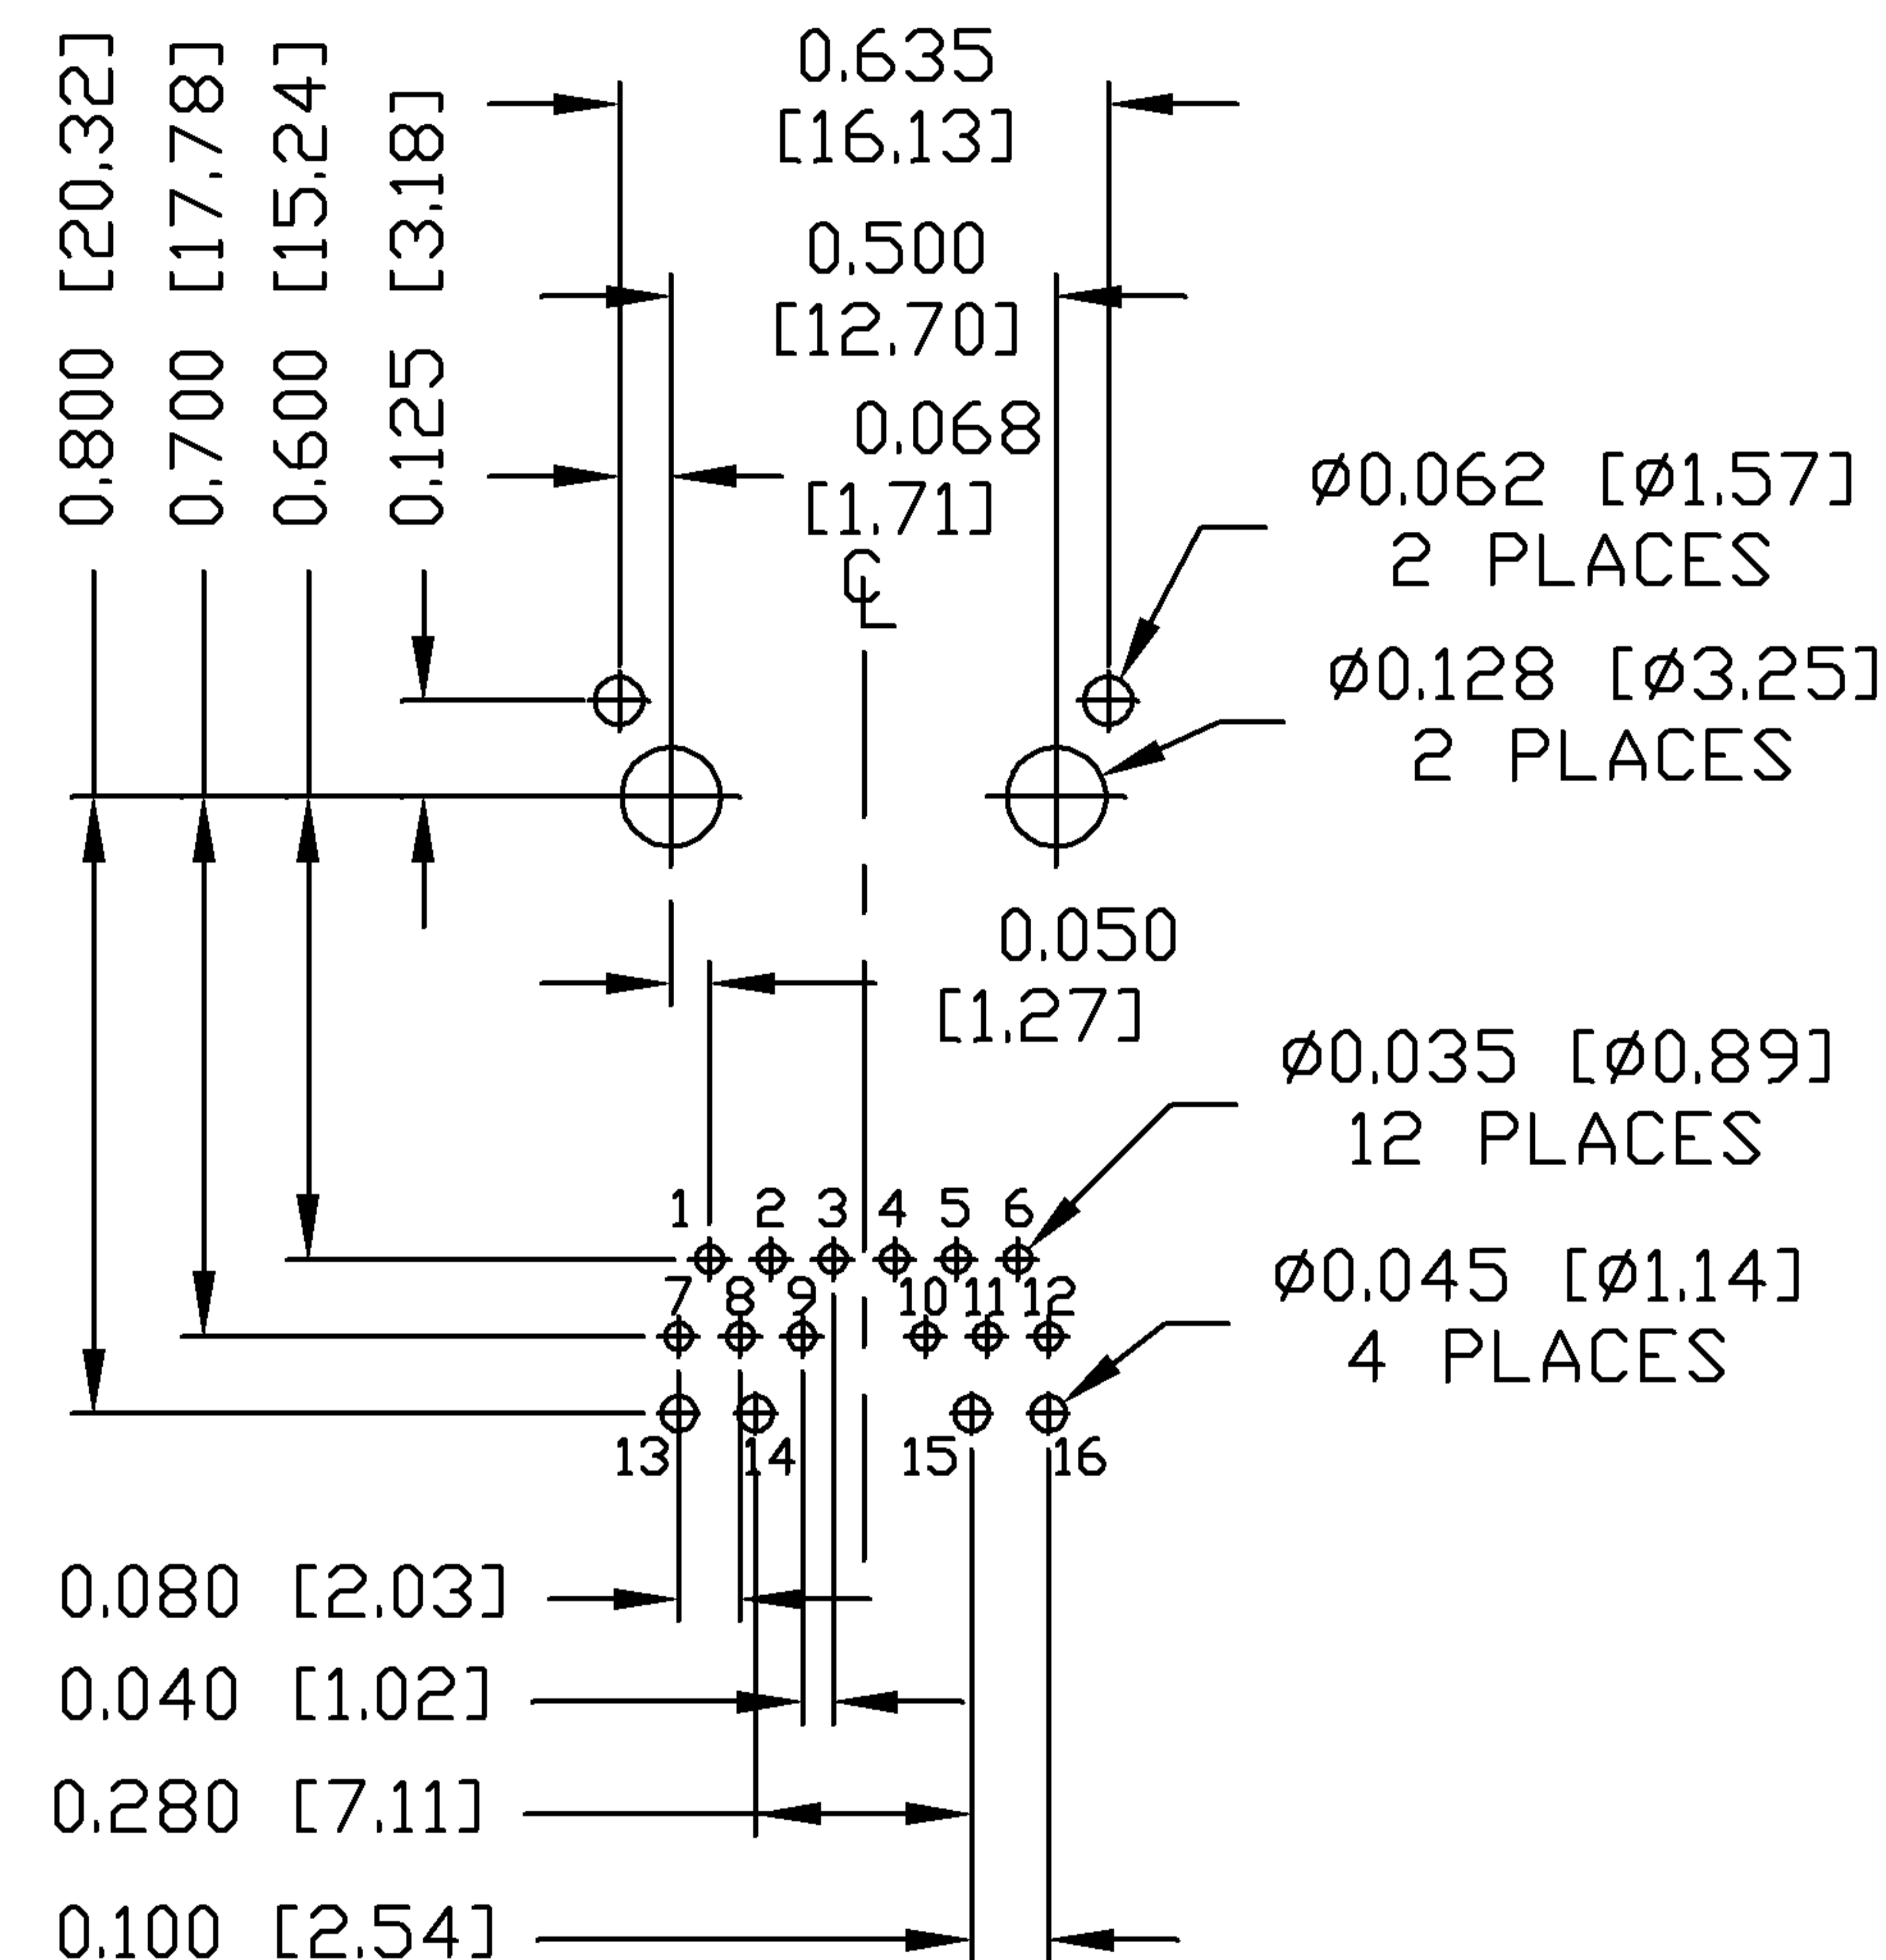 0.800 [20.32]
0.700 [17.78]
0.600 [15.24]
0.125 [3.18]
0.635
[16.13]
0.500
[12.70]
0.068
[1.71]
℄
ø0.062 [ø1.57]
2 PLACES
ø0.128 [ø3.25]
2 PLACES
0.050
[1.27]
ø0.035 [ø0.89]
12 PLACES
1 2 3 4 5 6
7 8 9 10 11 12
ø0.045 [ø1.14]
4 PLACES
13 14 15 16
0.080 [2.03]
0.040 [1.02]
0.280 [7.11]
0.100 [2.54]